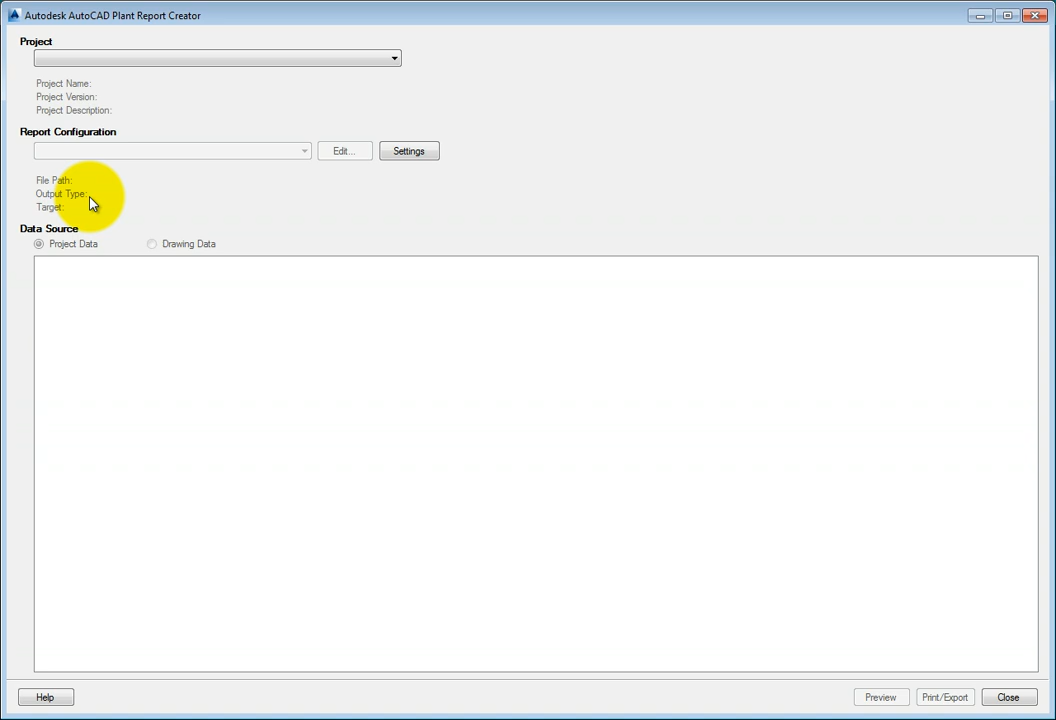 Autodesk AutoCAD Plant Report Creator
Project
Project Name:
Project Version:
Project Description:
Report Configuration
Edit...
Settings
File Path:
Output Type:
Target:
Data Source
Project Data
Drawing Data
Help
Preview
Print/Export
Close